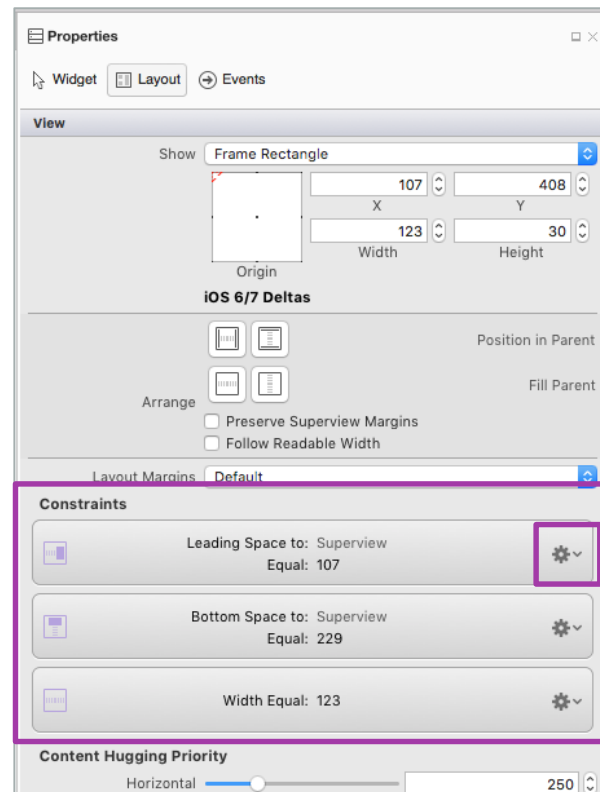 Properties
Widget Layout Events
View
Show Frame Rectangle
107 408
X Y
123 30
Width Height
Origin
iOS 6/7 Deltas
Position in Parent
Fill Parent
Arrange
Preserve Superview Margins
Follow Readable Width
Layout Margins Default
Constraints
Leading Space to: Superview
Equal: 107
Bottom Space to: Superview
Equal: 229
Width Equal: 123
Content Hugging Priority
Horizontal 250